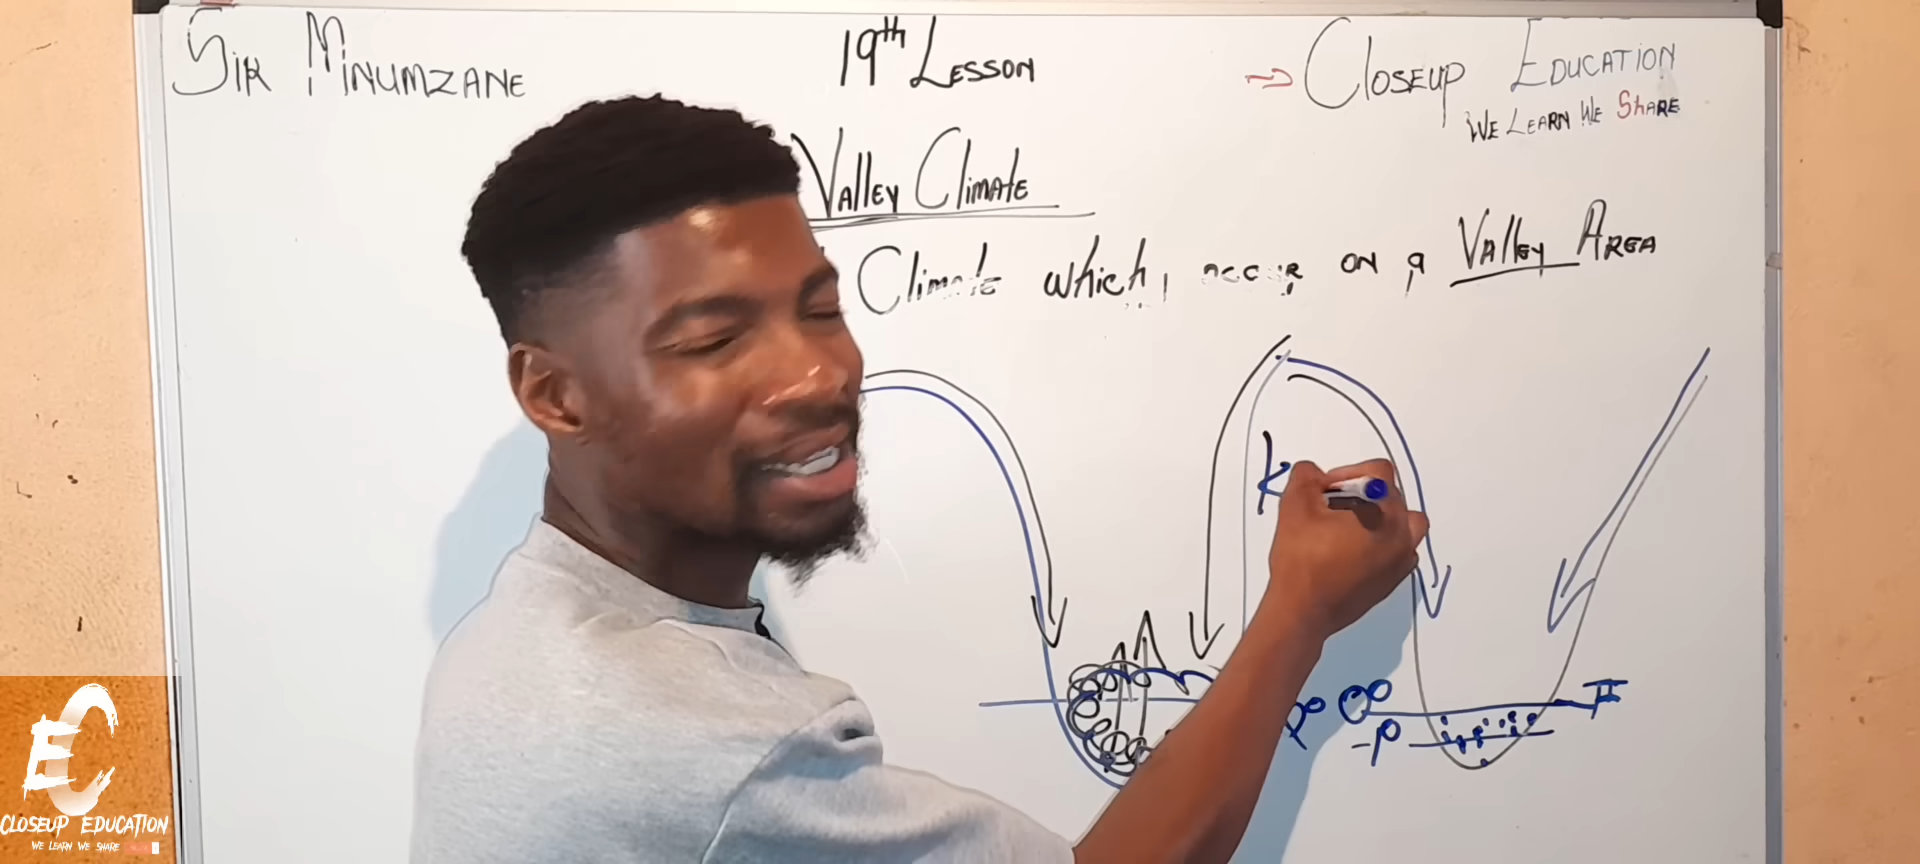 Sir Minumzane
19th Lesson
Closeup Education
We Learn We Share
Valley Climate
Climate which occur on a Valley Area
K
EC
CLOSEUP EDUCATION
WE LEARN WE SHARE